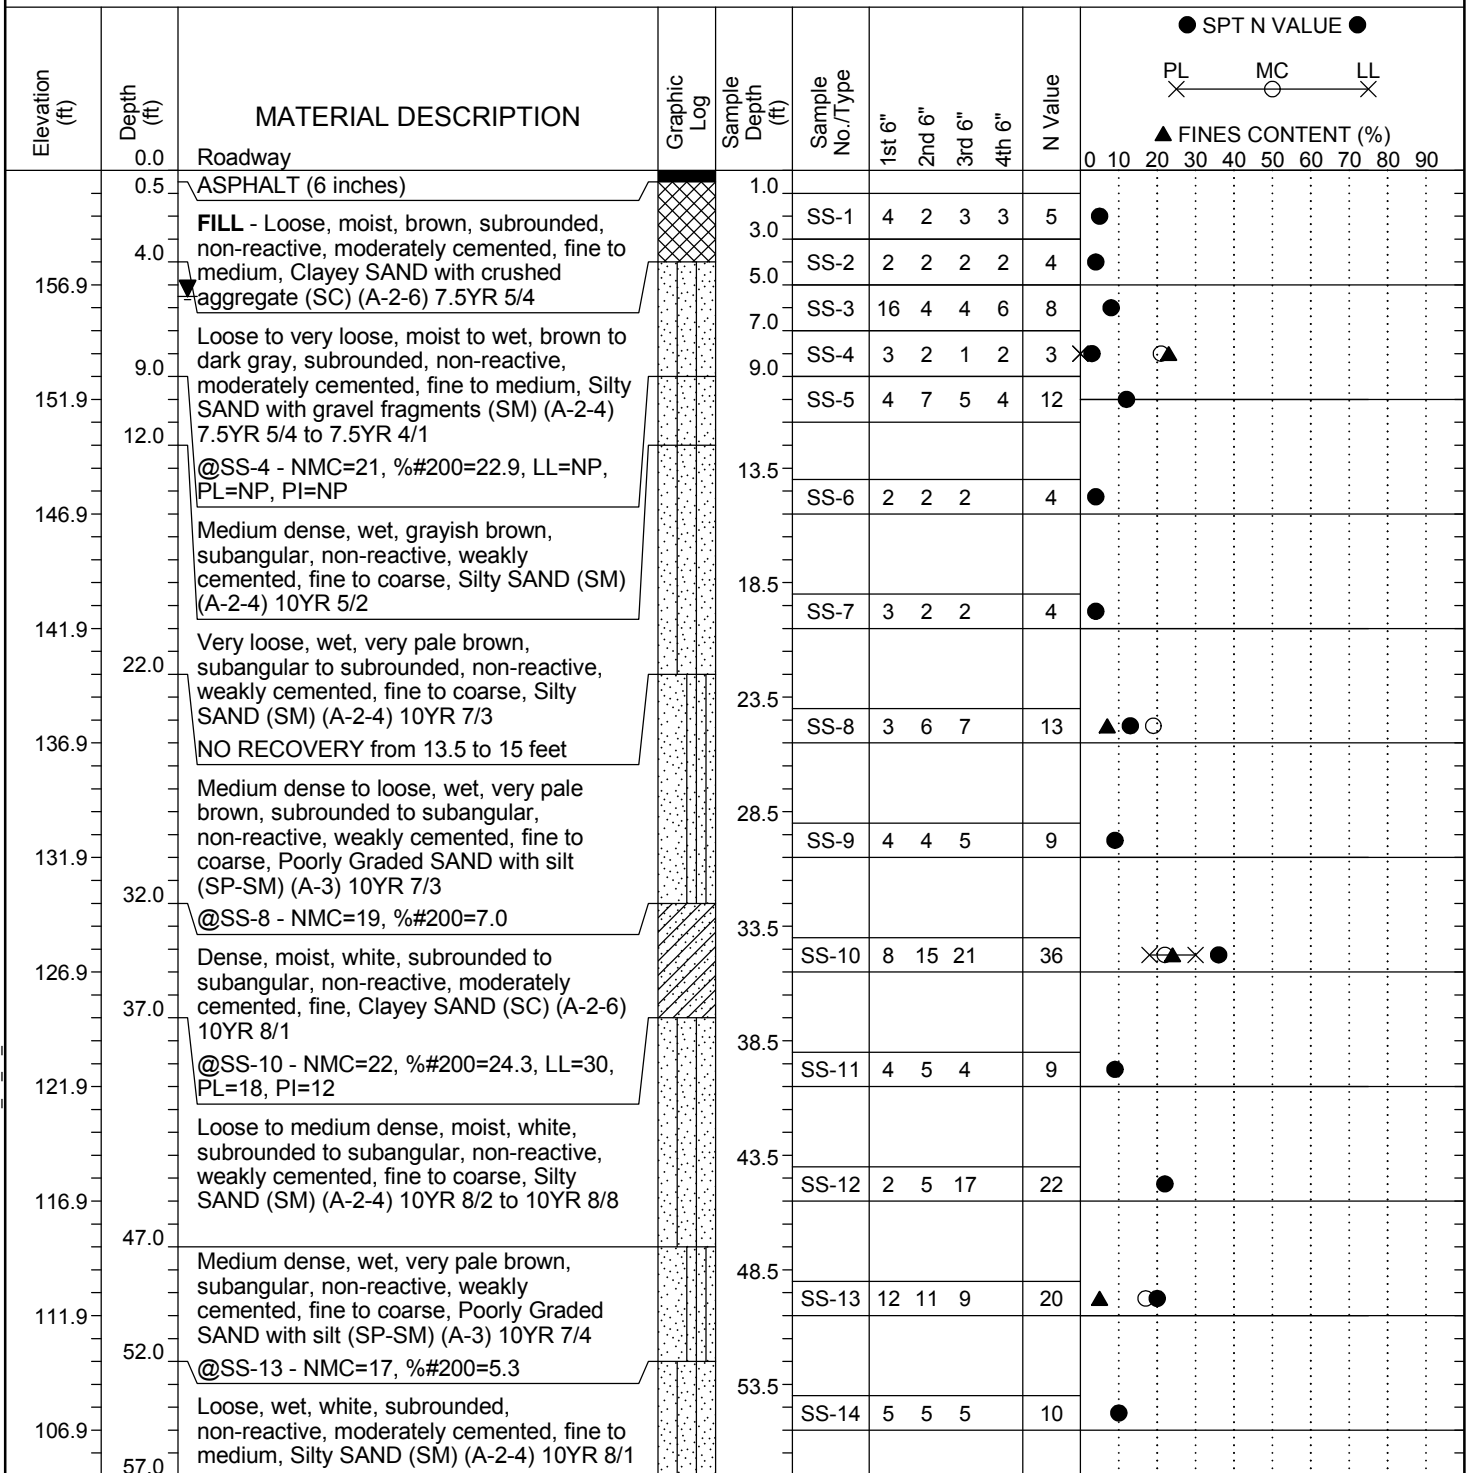 ● SPT N VALUE ●
PL MC LL
▲ FINES CONTENT (%)
0 10 20 30 40 50 60 70 80 90
Elevation (ft)
Depth (ft)
MATERIAL DESCRIPTION
Graphic Log
Sample Depth (ft)
Sample No./Type
1st 6"
2nd 6"
3rd 6"
4th 6"
N Value
0.0 Roadway
0.5 ASPHALT (6 inches)
1.0
FILL - Loose, moist, brown, subrounded,
non-reactive, moderately cemented, fine to
medium, Clayey SAND with crushed
aggregate (SC) (A-2-6) 7.5YR 5/4
SS-1 4 2 3 3 5
3.0
4.0
SS-2 2 2 2 2 4
5.0
156.9
SS-3 16 4 4 6 8
7.0
Loose to very loose, moist to wet, brown to
dark gray, subrounded, non-reactive,
moderately cemented, fine to medium, Silty
SAND with gravel fragments (SM) (A-2-4)
7.5YR 5/4 to 7.5YR 4/1
SS-4 3 2 1 2 3
9.0
9.0
151.9
SS-5 4 7 5 4 12
12.0
@SS-4 - NMC=21, %#200=22.9, LL=NP,
PL=NP, PI=NP
13.5
SS-6 2 2 2 4
146.9
Medium dense, wet, grayish brown,
subangular, non-reactive, weakly
cemented, fine to coarse, Silty SAND (SM)
(A-2-4) 10YR 5/2
18.5
SS-7 3 2 2 4
141.9
Very loose, wet, very pale brown,
subangular to subrounded, non-reactive,
weakly cemented, fine to coarse, Silty
SAND (SM) (A-2-4) 10YR 7/3
22.0
23.5
SS-8 3 6 7 13
136.9
NO RECOVERY from 13.5 to 15 feet
Medium dense to loose, wet, very pale
brown, subrounded to subangular,
non-reactive, weakly cemented, fine to
coarse, Poorly Graded SAND with silt
(SP-SM) (A-3) 10YR 7/3
28.5
SS-9 4 4 5 9
131.9
32.0
@SS-8 - NMC=19, %#200=7.0
33.5
Dense, moist, white, subrounded to
subangular, non-reactive, moderately
cemented, fine, Clayey SAND (SC) (A-2-6)
10YR 8/1
SS-10 8 15 21 36
126.9
37.0
38.5
@SS-10 - NMC=22, %#200=24.3, LL=30,
PL=18, PI=12
SS-11 4 5 4 9
121.9
Loose to medium dense, moist, white,
subrounded to subangular, non-reactive,
weakly cemented, fine to coarse, Silty
SAND (SM) (A-2-4) 10YR 8/2 to 10YR 8/8
43.5
SS-12 2 5 17 22
116.9
47.0
Medium dense, wet, very pale brown,
subangular, non-reactive, weakly
cemented, fine to coarse, Poorly Graded
SAND with silt (SP-SM) (A-3) 10YR 7/4
48.5
SS-13 12 11 9 20
111.9
52.0
@SS-13 - NMC=17, %#200=5.3
53.5
Loose, wet, white, subrounded,
non-reactive, moderately cemented, fine to
medium, Silty SAND (SM) (A-2-4) 10YR 8/1
SS-14 5 5 5 10
106.9
57.0